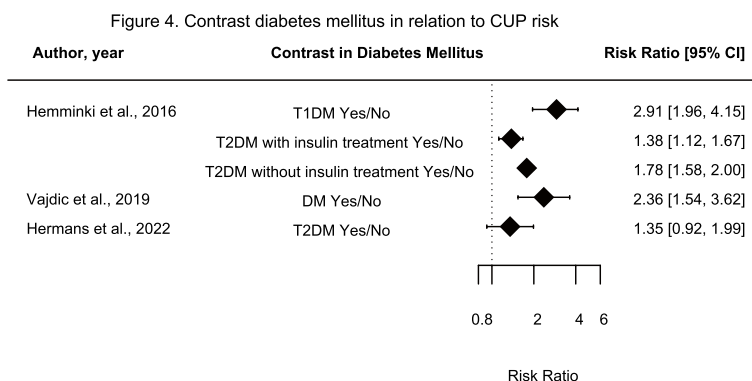 Figure 4. Contrast diabetes mellitus in relation to CUP risk
Author, year Contrast in Diabetes Mellitus Risk Ratio [95% CI]
Hemminki et al., 2016 T1DM Yes/No 2.91 [1.96, 4.15]
T2DM with insulin treatment Yes/No 1.38 [1.12, 1.67]
T2DM without insulin treatment Yes/No 1.78 [1.58, 2.00]
Vajdic et al., 2019 DM Yes/No 2.36 [1.54, 3.62]
Hermans et al., 2022 T2DM Yes/No 1.35 [0.92, 1.99]
0.8 2 4 6
Risk Ratio